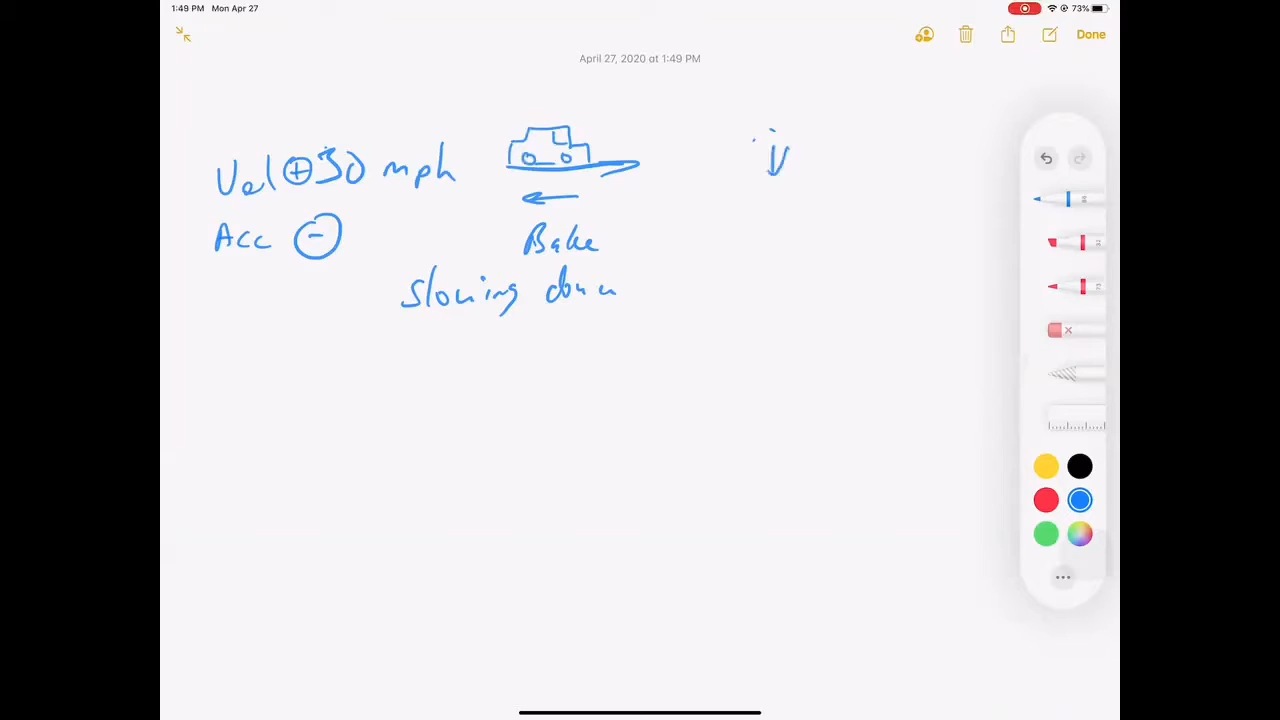 1:49 PM Mon Apr 27
73%
Done
April 27, 2020 at 1:49 PM
Vel ⊕30 mph
Acc ⊖
Bake
slowing down